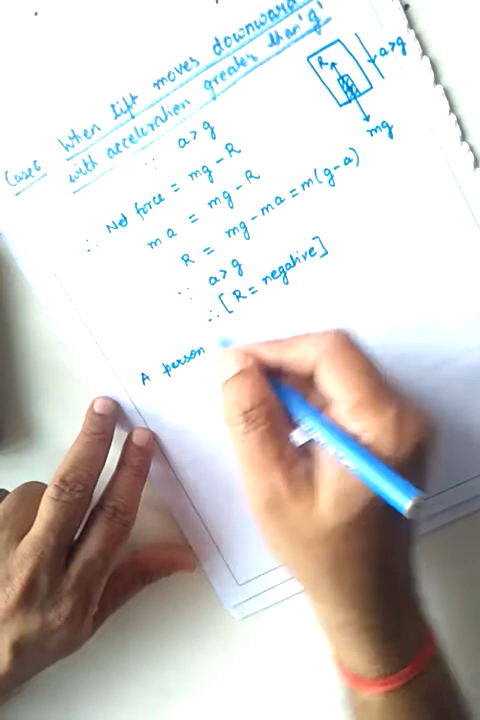 Case 6 When lift moves downward
with acceleration greater than 'g'
R
a>g
mg
∵ a>g
∴ Net force = mg - R
ma = mg - R
R = mg - ma = m(g-a)
∵ a>g
∴ [R = negative]
A person